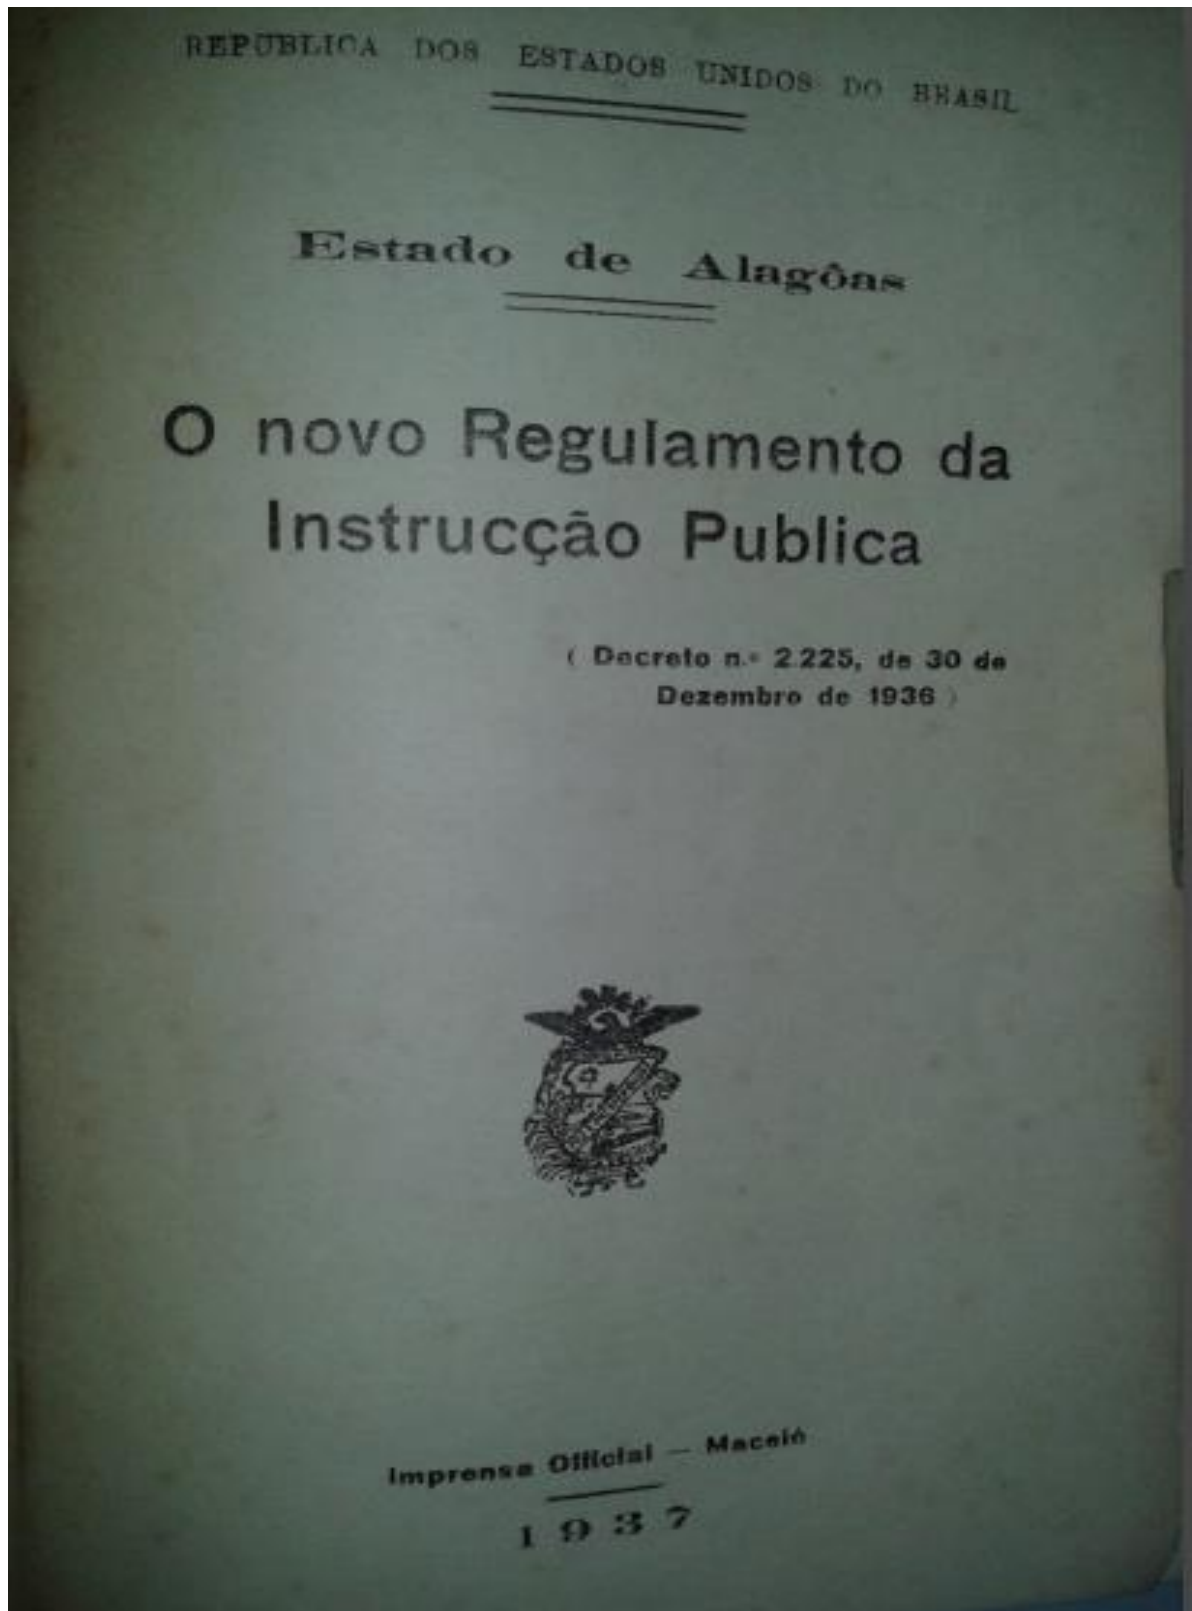 REPUBLICA DOS ESTADOS UNIDOS DO BRASIL
Estado de Alagôas
O novo Regulamento da
Instrucção Publica
( Decreto n.º 2.225, de 30 de
Dezembro de 1936 )
Imprensa Official — Maceió
1937